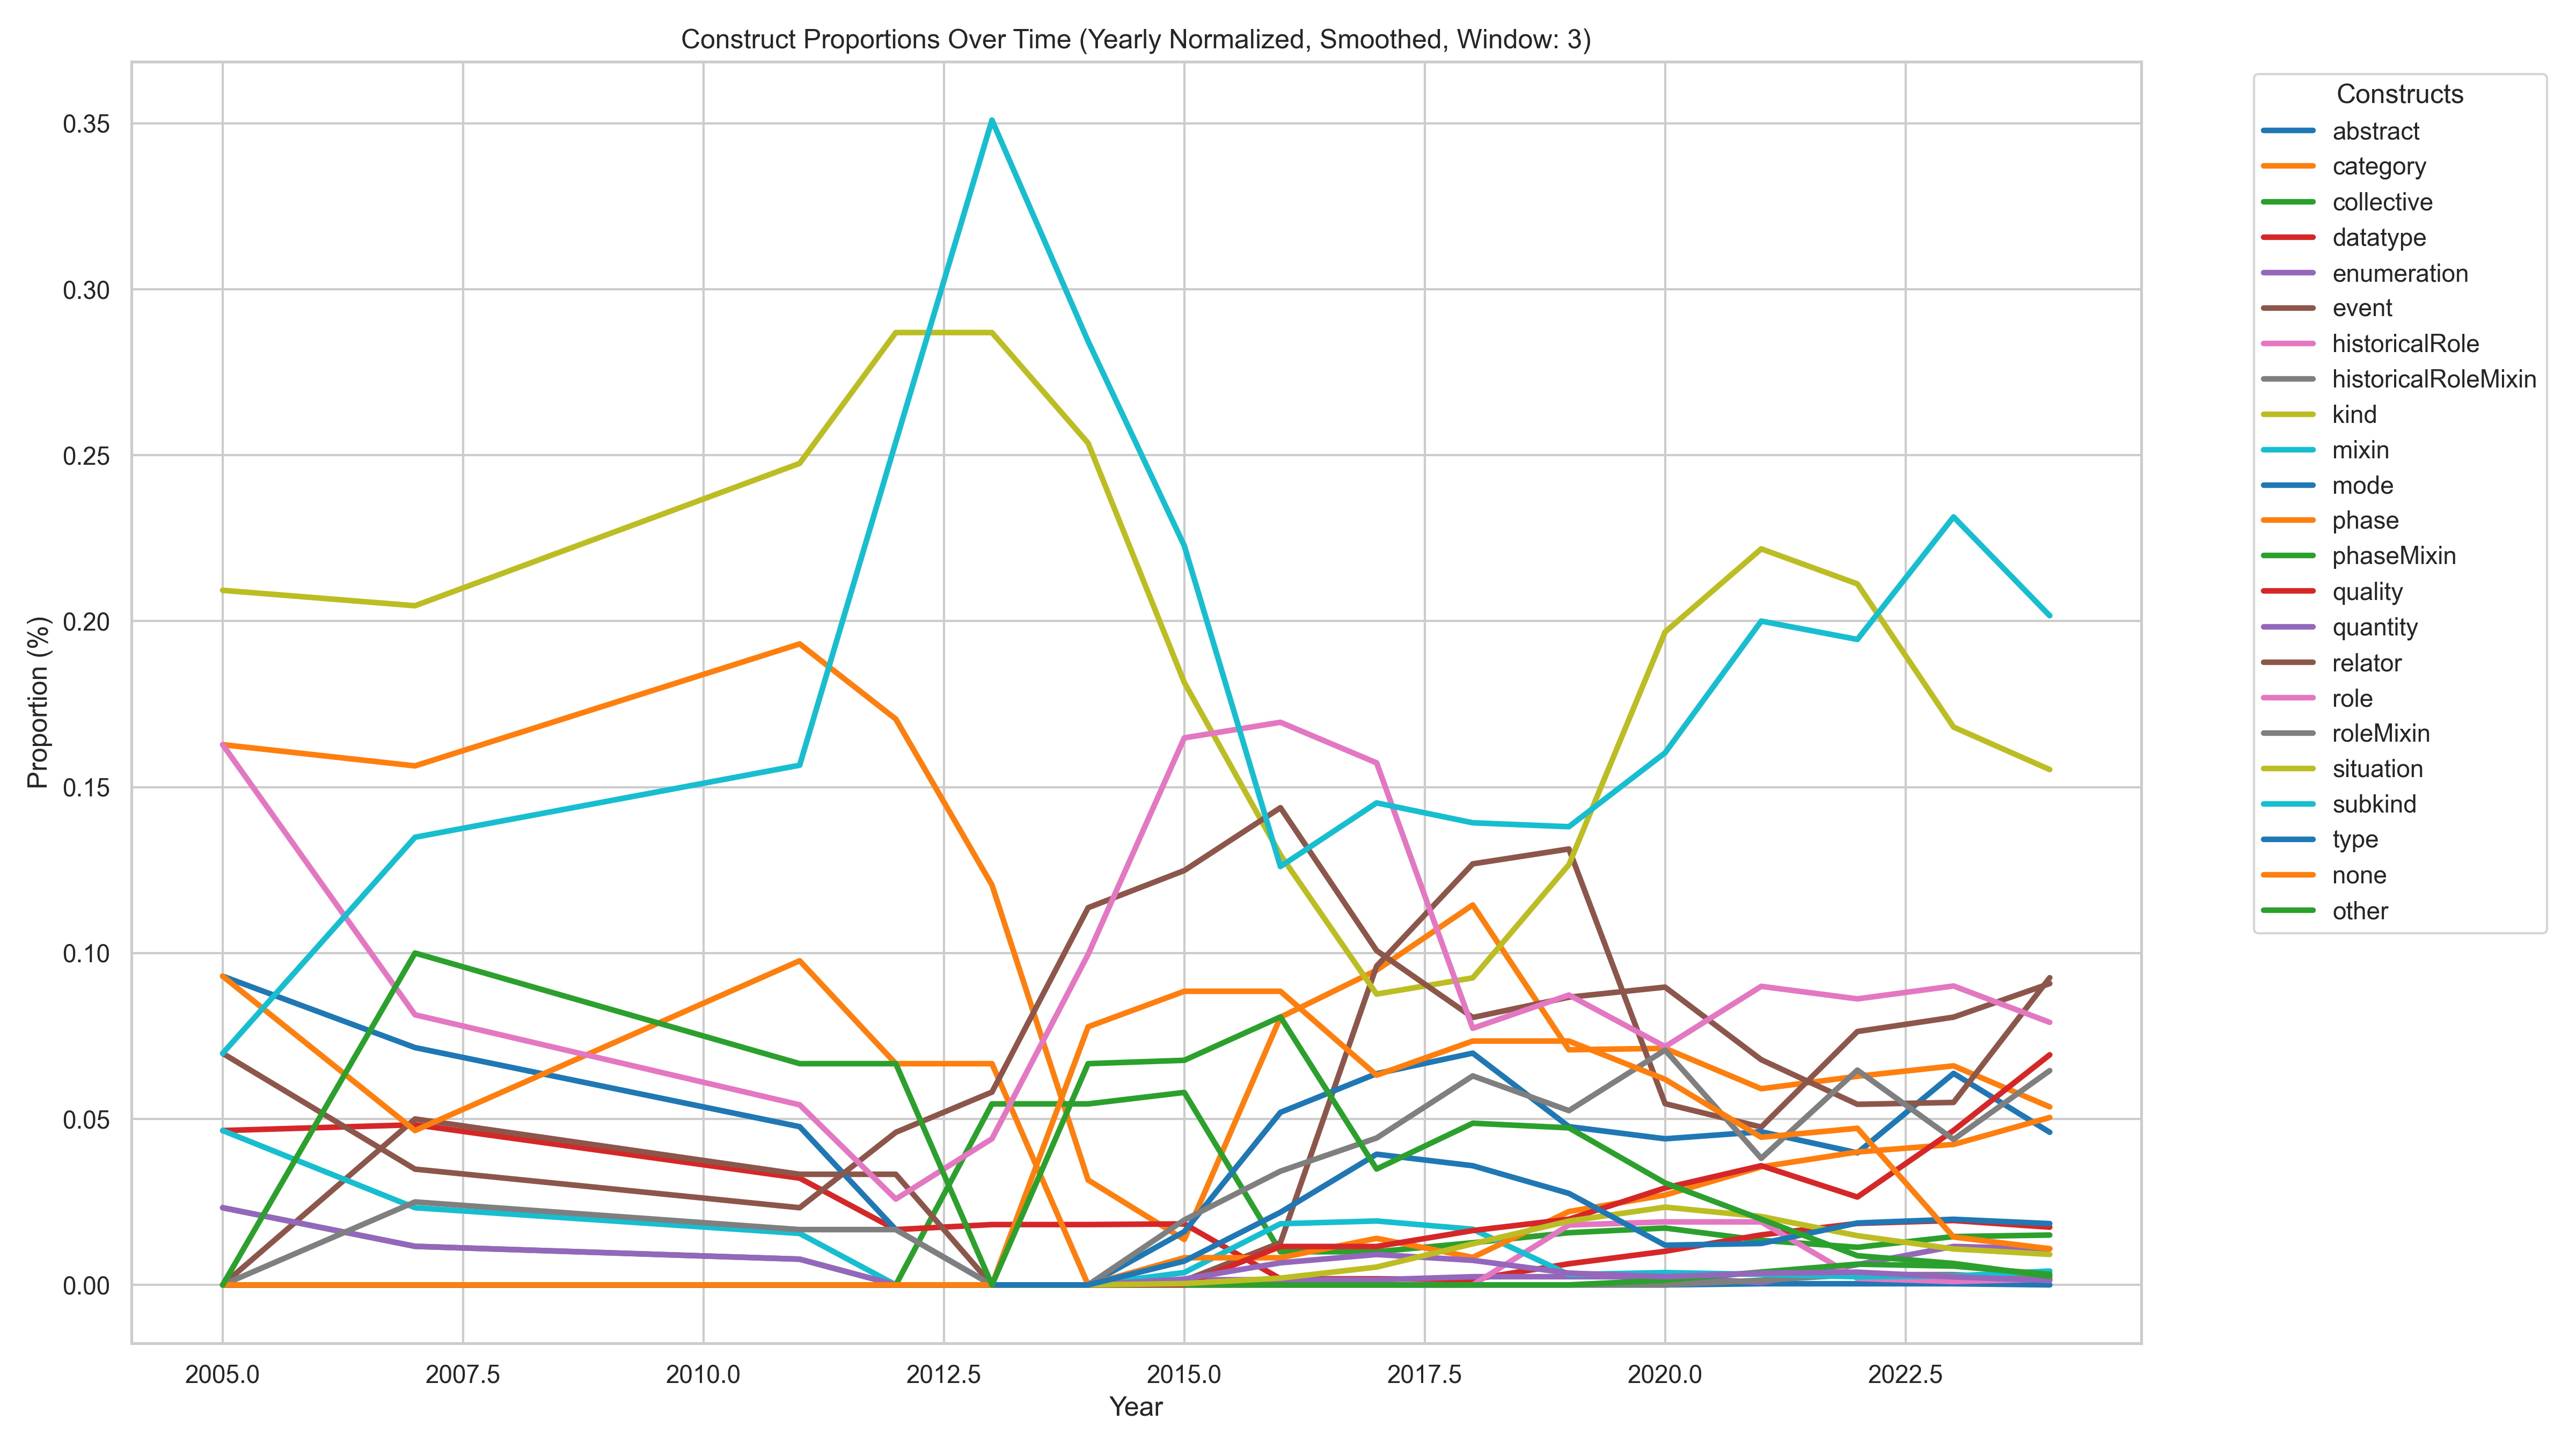 Construct Proportions Over Time (Yearly Normalized, Smoothed, Window: 3)
Proportion (%)
0.35
0.30
0.25
0.20
0.15
0.10
0.05
0.00
2005.0
2007.5
2010.0
2012.5
2015.0
2017.5
2020.0
2022.5
Year
Constructs
abstract
category
collective
datatype
enumeration
event
historicalRole
historicalRoleMixin
kind
mixin
mode
phase
phaseMixin
quality
quantity
relator
role
roleMixin
situation
subkind
type
none
other